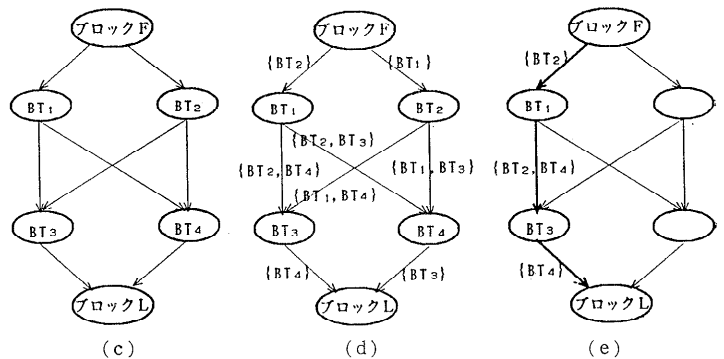 ブロックF
BT₁
BT₂
BT₃
BT₄
ブロックL
(c)
ブロックF
{BT₂}
{BT₁}
BT₁
BT₂
{BT₂,BT₃}
{BT₂,BT₄}
{BT₁,BT₃}
{BT₁,BT₄}
BT₃
BT₄
{BT₄}
{BT₃}
ブロックL
(d)
ブロックF
{BT₂}
BT₁
{BT₂,BT₄}
BT₃
{BT₄}
ブロックL
(e)